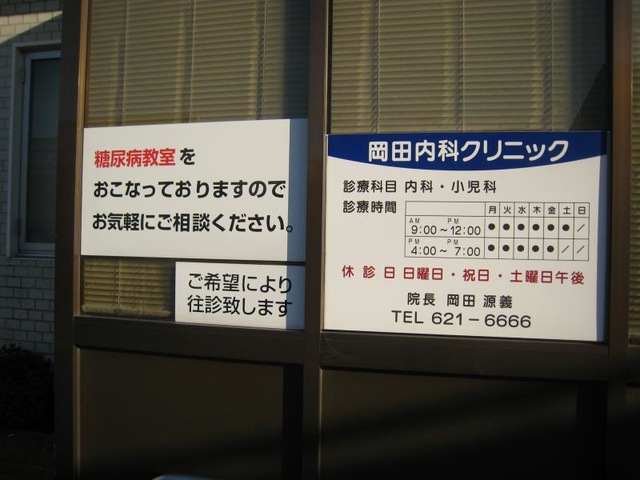 糖尿病教室を
おこなっておりますので
お気軽にご相談ください。
ご希望により
往診致します
岡田内科クリニック
診療科目 内科・小児科
診療時間
月 火 水 木 金 土 日
AM 9:00~PM 12:00 ● ● ● ● ● ● /
PM 4:00~PM 7:00 ● ● ● ● ● / /
休診日 日曜日・祝日・土曜日午後
院長 岡田 源義
TEL 621-6666